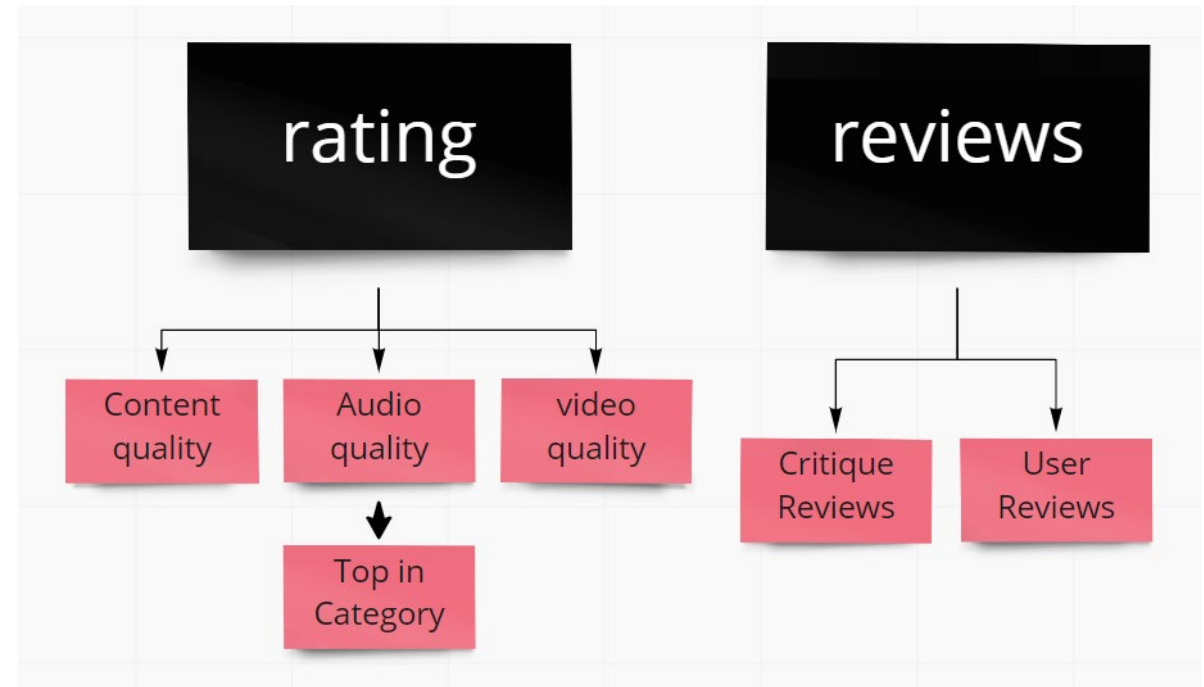 rating
reviews
Content
quality
Audio
quality
video
quality
Critique
Reviews
User
Reviews
Top in
Category